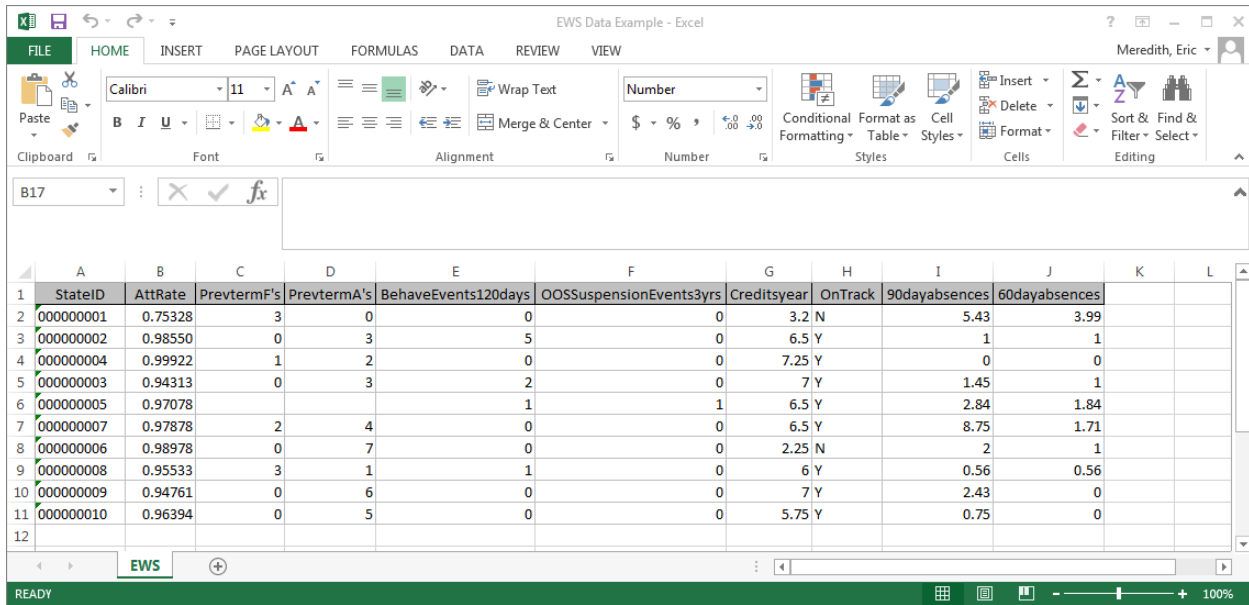 EWS Data Example - Excel
?
FILE HOME INSERT PAGE LAYOUT FORMULAS DATA REVIEW VIEW Meredith, Eric
Paste
Calibri 11 A A
B I U A
Wrap Text
Merge & Center
Number
$ % , .00 .0 .00 .0
Conditional Formatting
Format as Table
Cell Styles
Insert
Delete
Format
Σ
A Z
Sort & Filter
Find & Select
Clipboard Font Alignment Number Styles Cells Editing
B17 fx
A B C D E F G H I J K L
1 StateID AttRate PrevtermF's PrevtermA's BehaveEvents120days OOSSuspensionEvents3yrs Creditsyear OnTrack 90dayabsences 60dayabsences
2 000000001 0.75328 3 0 0 0 3.2 N 5.43 3.99
3 000000002 0.98550 0 3 5 0 6.5 Y 1 1
4 000000004 0.99922 1 2 0 0 7.25 Y 0 0
5 000000003 0.94313 0 3 2 0 7 Y 1.45 1
6 000000005 0.97078 1 1 6.5 Y 2.84 1.84
7 000000007 0.97878 2 4 0 0 6.5 Y 8.75 1.71
8 000000006 0.98978 0 7 0 0 2.25 N 2 1
9 000000008 0.95533 3 1 1 0 6 Y 0.56 0.56
10 000000009 0.94761 0 6 0 0 7 Y 2.43 0
11 000000010 0.96394 0 5 0 0 5.75 Y 0.75 0
12
EWS
READY 100%